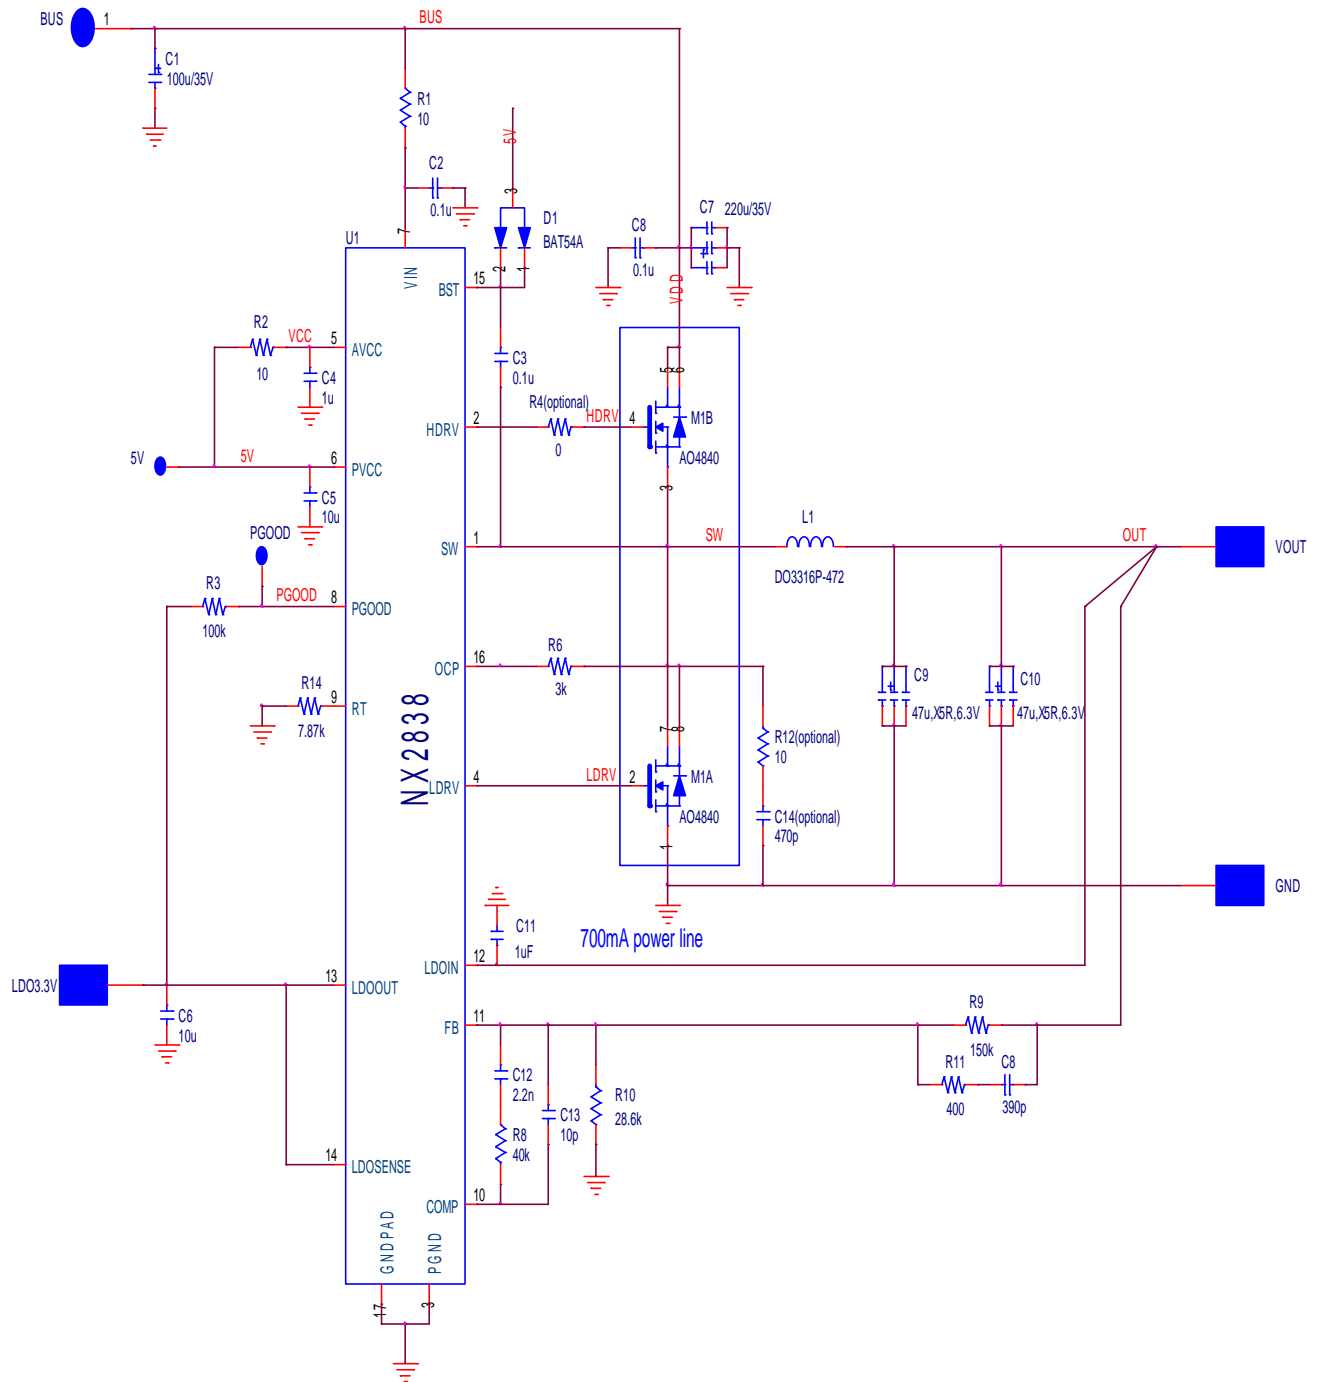 BUS
1
BUS
C1
100u/35V
R1
10
5V
C2
0.1u
3
D1
BAT54A
2
1
C7
220u/35V
C8
0.1u
VDD
U1
7
VIN
15
BST
R2
10
VCC
5
AVCC
C4
1u
C3
0.1u
5
6
R4(optional)
0
HDRV
2
HDRV
4
M1B
AO4840
3
5V
5V
6
PVCC
C5
10u
PGOOD
R3
100k
PGOOD
8
PGOOD
1
SW
SW
L1
DO3316P-472
OUT
VOUT
R14
7.87k
9
RT
16
OCP
R6
3k
7
8
R12(optional)
10
C9
47u,X5R,6.3V
C10
47u,X5R,6.3V
NX2838
4
LDRV
LDRV
2
M1A
AO4840
1
C14(optional)
470p
GND
C11
1uF
700mA power line
12
LDOIN
LDO3.3V
13
LDOOUT
C6
10u
11
FB
R9
150k
R11
400
C8
390p
C12
2.2n
R8
40k
C13
10p
R10
28.6k
14
LDOSENSE
10
COMP
GNDPAD
PGND
17
3